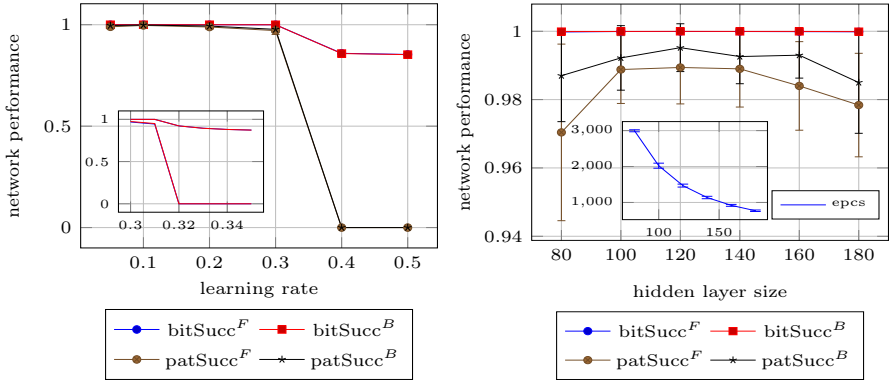 1
0.5
0
0.1
0.2
0.3
0.4
0.5
network performance
learning rate
1
0.5
0
0.3
0.32
0.34
bitSucc^F
bitSucc^B
patSucc^F
patSucc^B
1
0.98
0.96
0.94
80
100
120
140
160
180
network performance
hidden layer size
3,000
2,000
1,000
100
150
epcs
bitSucc^F
bitSucc^B
patSucc^F
patSucc^B